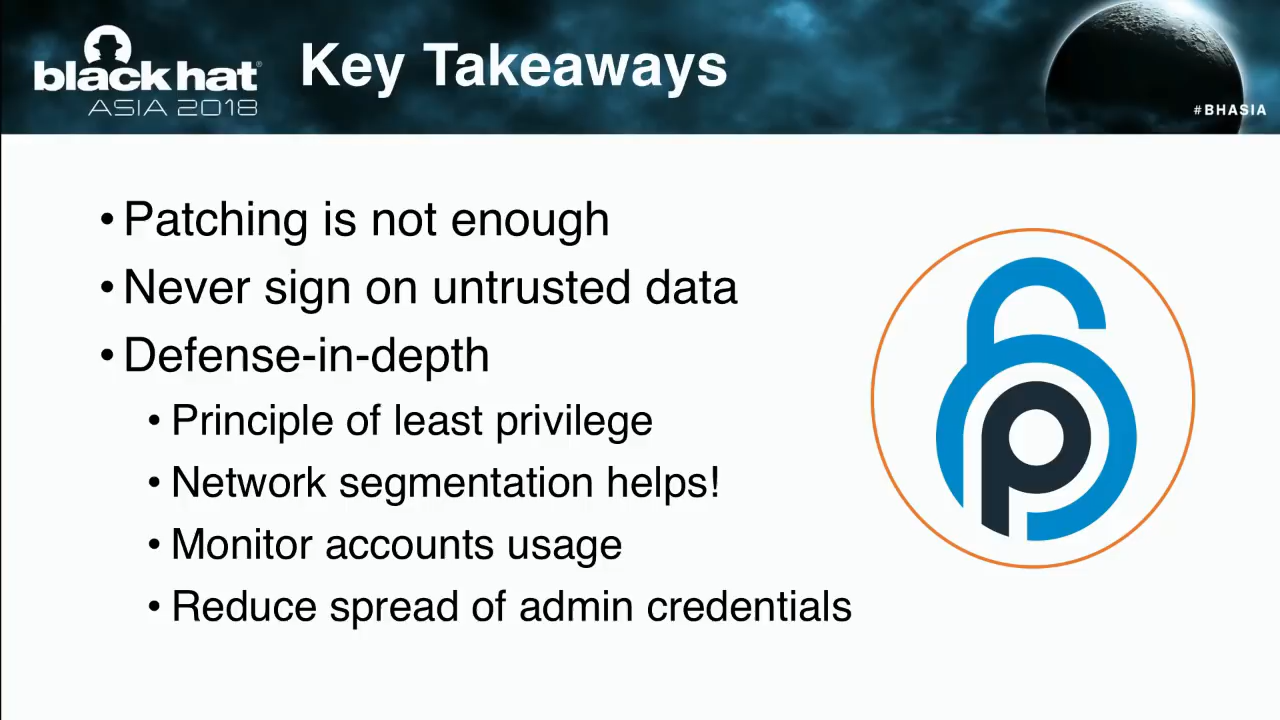 black hat®
ASIA 2018
Key Takeaways
#BHASIA
• Patching is not enough
• Never sign on untrusted data
• Defense-in-depth
• Principle of least privilege
• Network segmentation helps!
• Monitor accounts usage
• Reduce spread of admin credentials